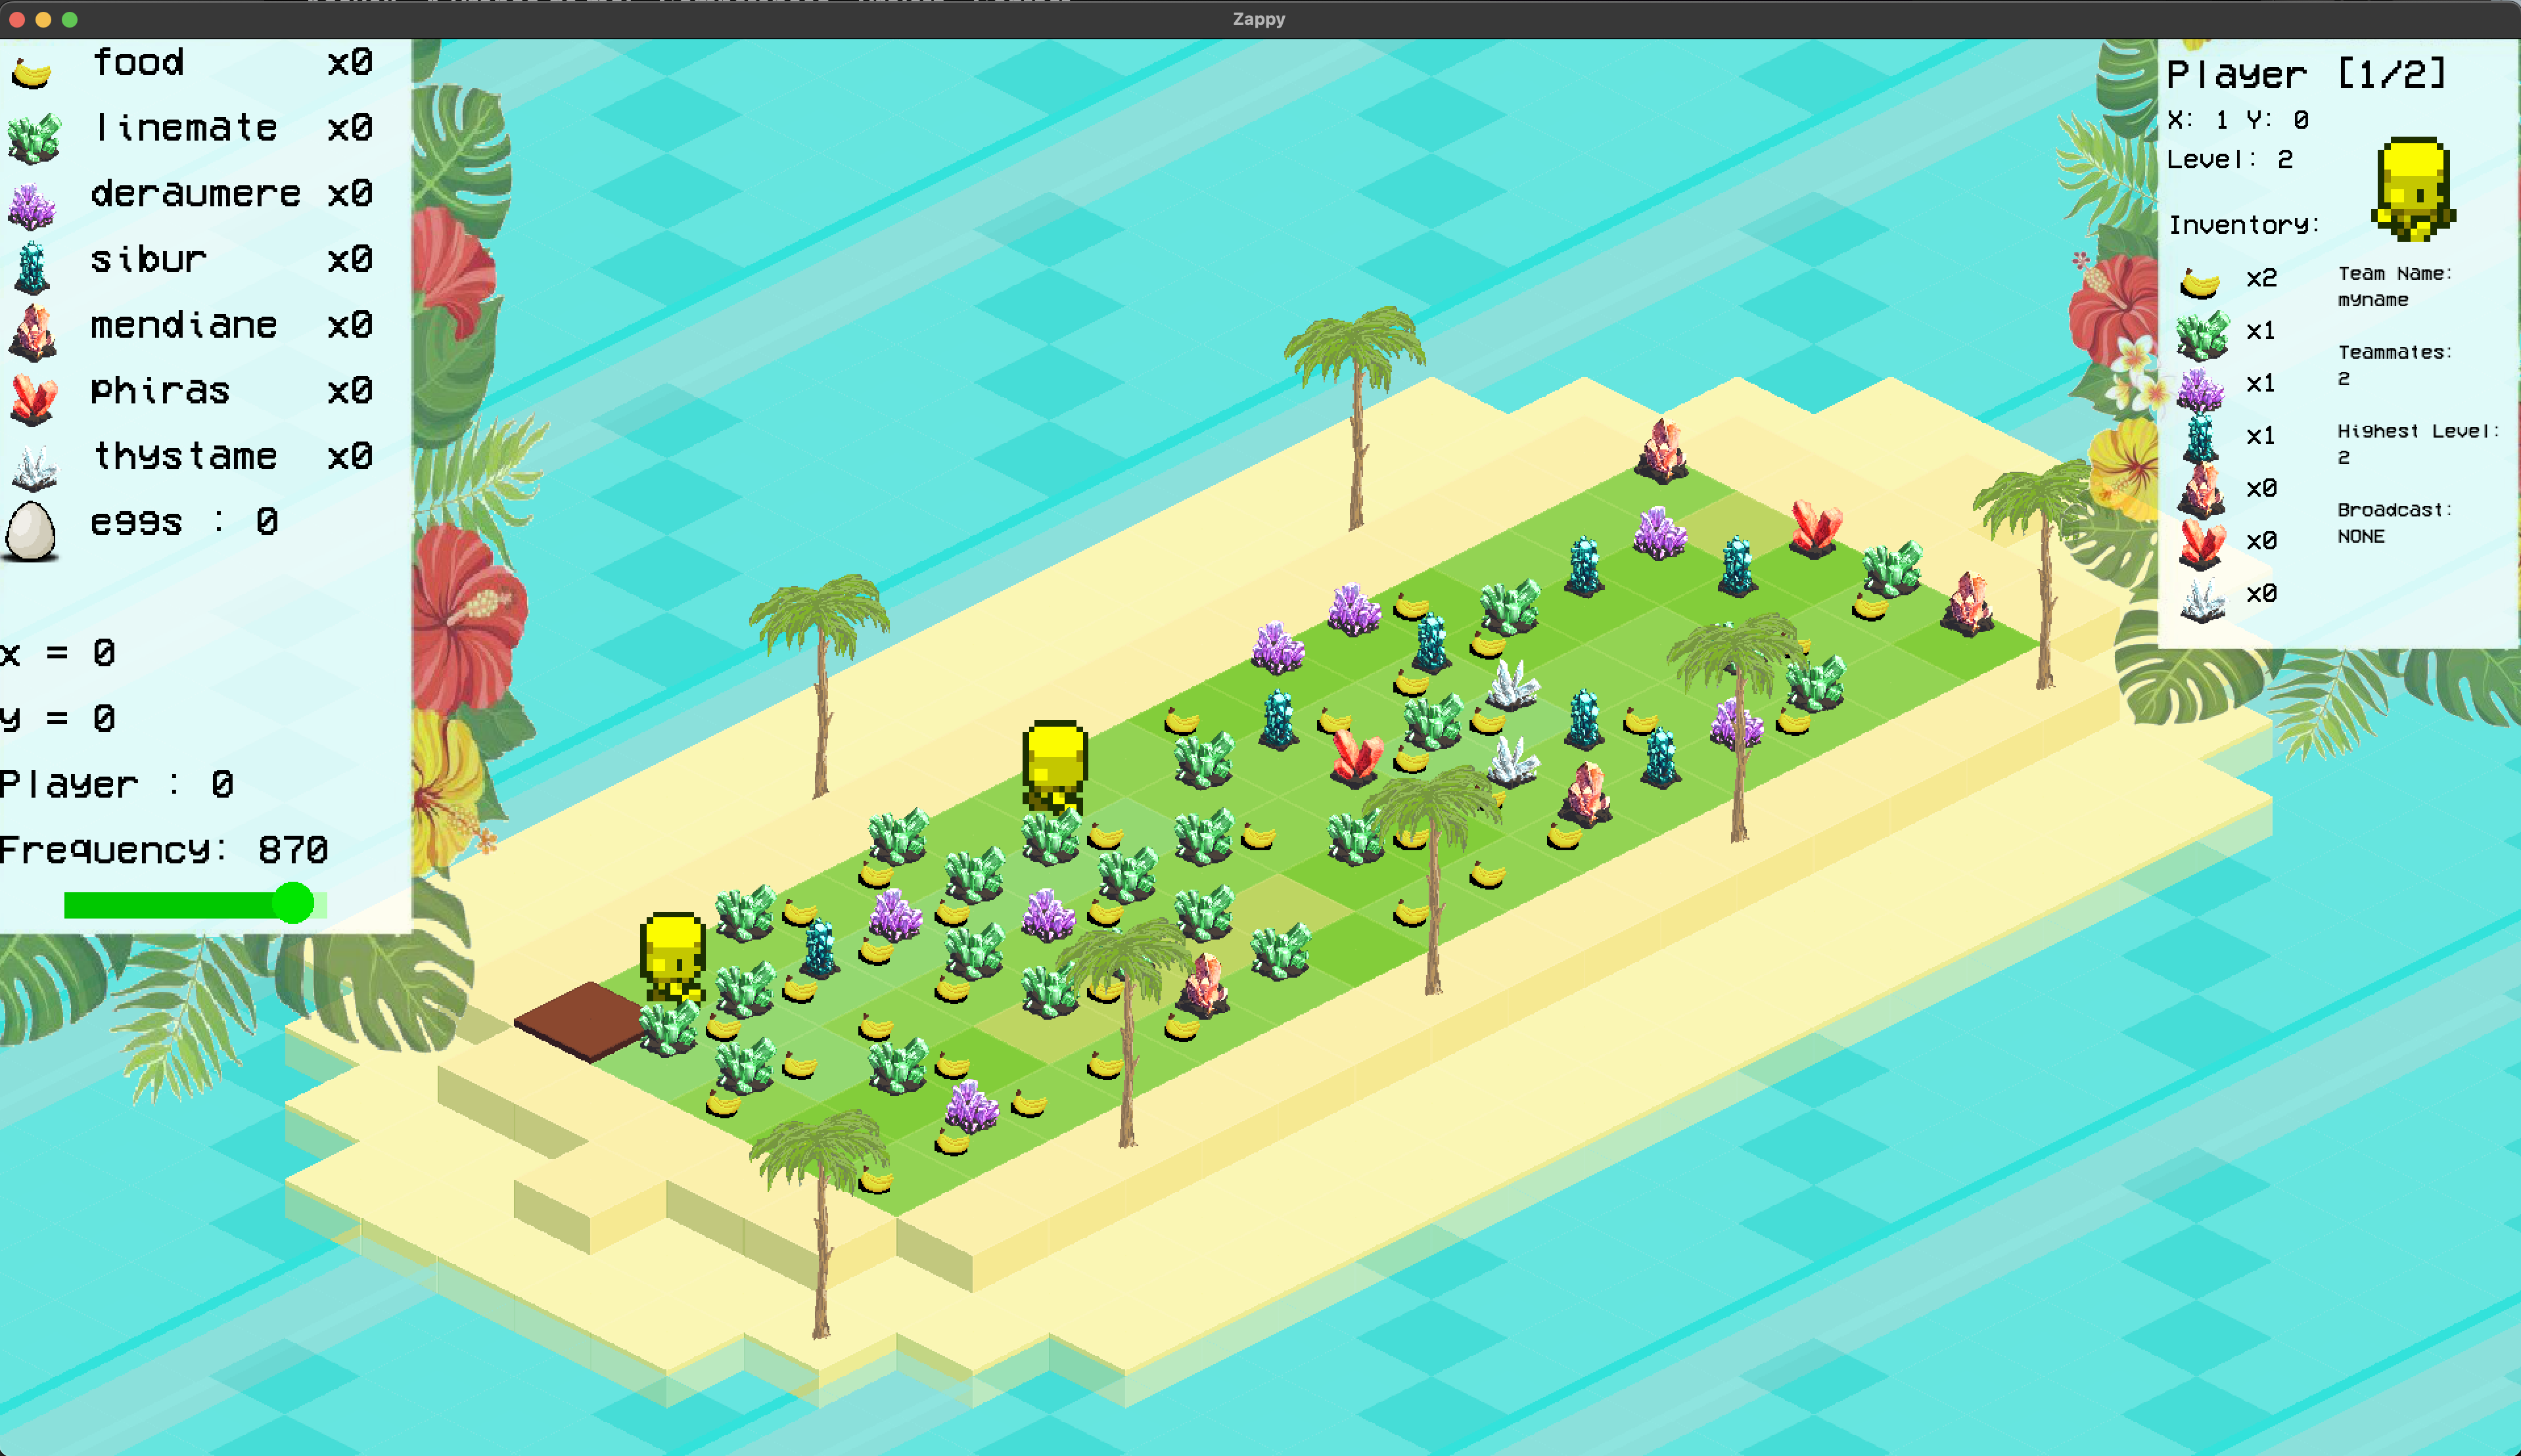 Zappy
food x0
linemate x0
deraumere x0
sibur x0
mendiane x0
phiras x0
thystame x0
eggs : 0
x = 0
y = 0
Player : 0
Frequency: 870
Player [1/2]
X: 1 Y: 0
Level: 2
Inventory:
x2
x1
x1
x1
x0
x0
x0
Team Name:
myname
Teammates:
2
Highest Level:
2
Broadcast:
NONE